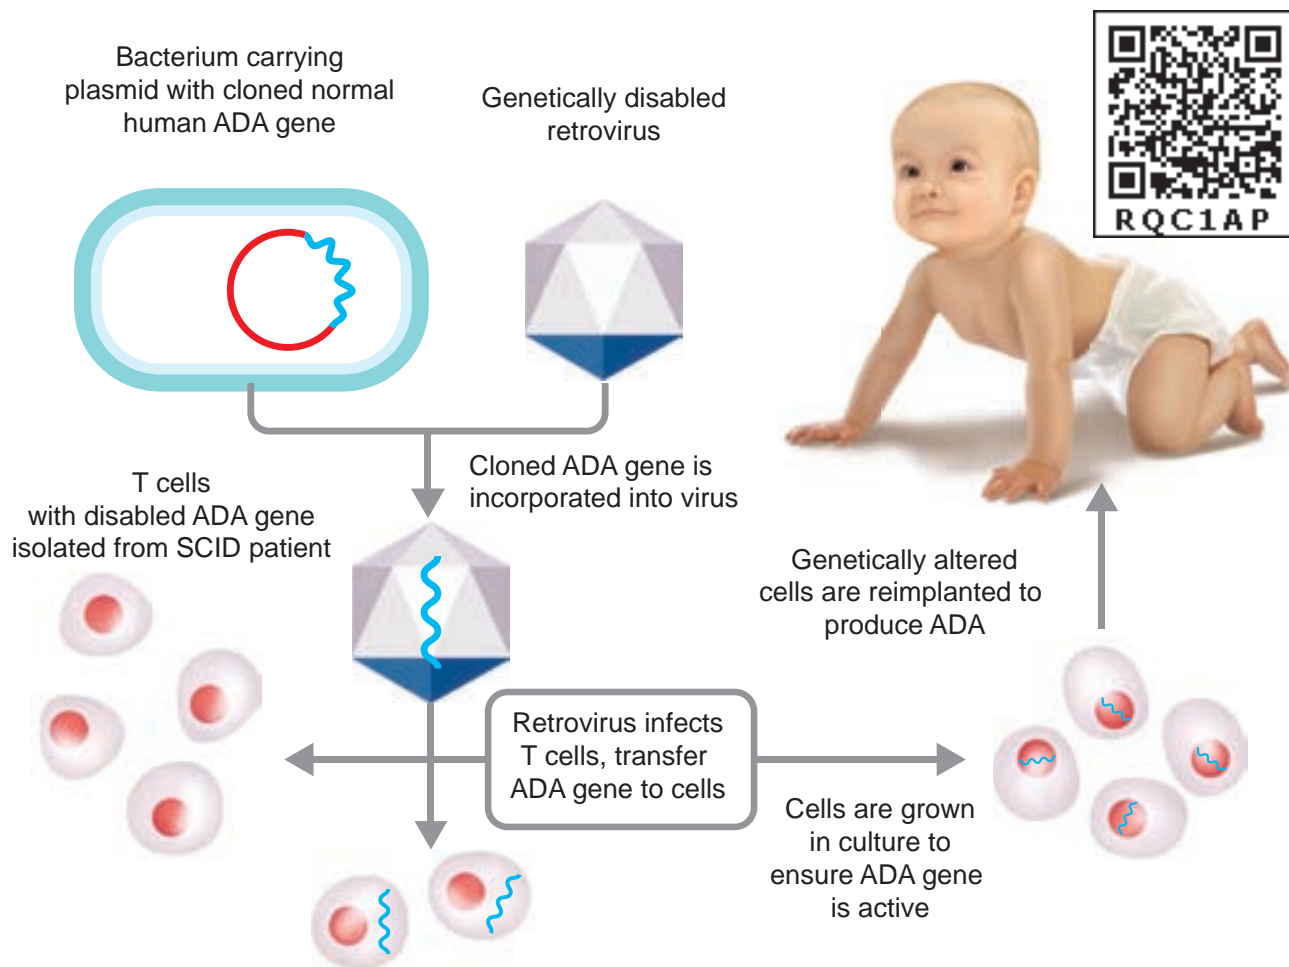 Bacterium carrying
plasmid with cloned normal
human ADA gene
Genetically disabled
retrovirus
RQC1AP
Cloned ADA gene is
incorporated into virus
T cells
with disabled ADA gene
isolated from SCID patient
Genetically altered
cells are reimplanted to
produce ADA
Retrovirus infects
T cells, transfer
ADA gene to cells
Cells are grown
in culture to
ensure ADA gene
is active